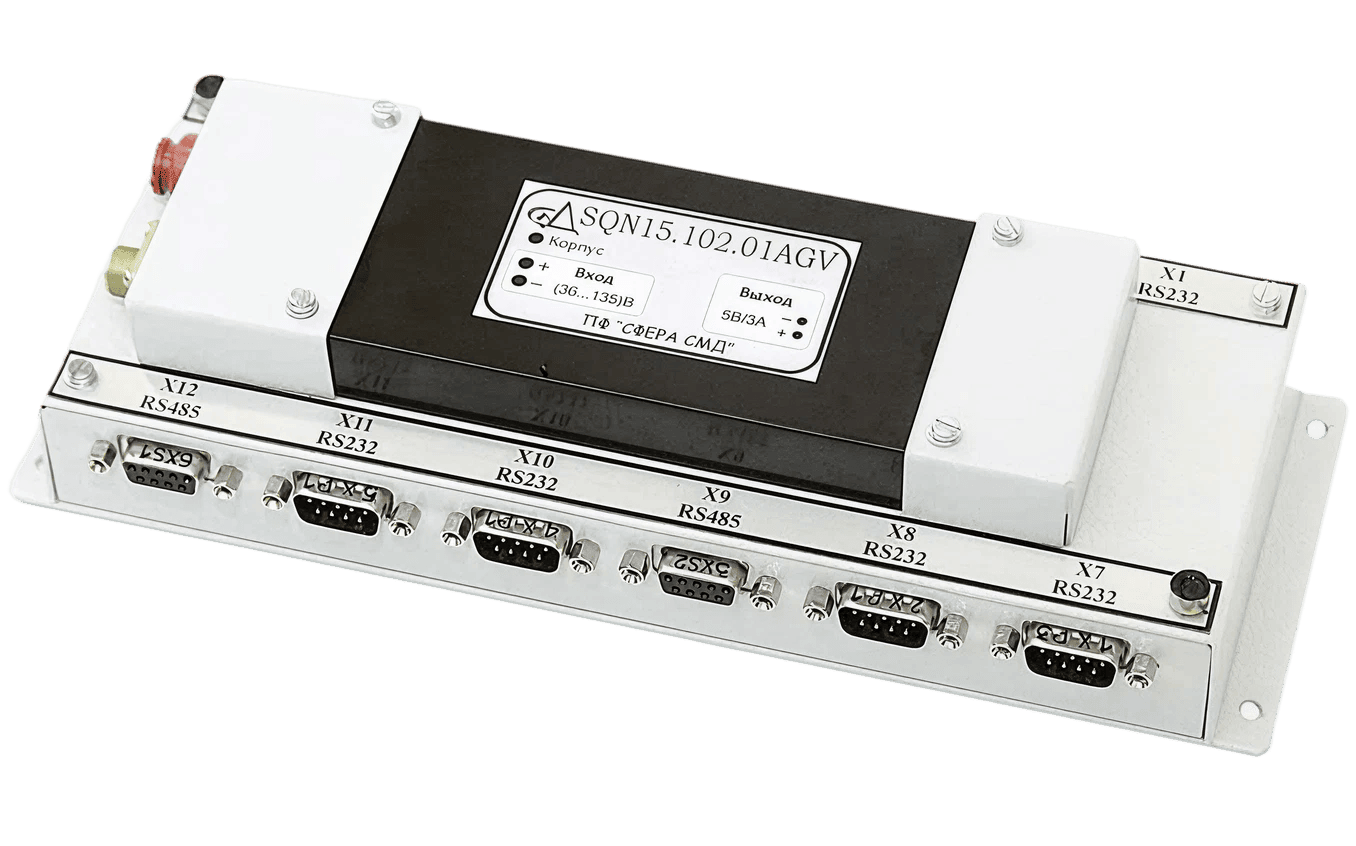 SQN15.102.01AGV
Корпус
+ Вход
– (36...135)В
Выход
5В/3А –
+
ПФ "СФЕРА СМД"
X1
RS232
X12
RS485
X11
RS232
X10
RS232
X9
RS485
X8
RS232
X7
RS232
6XS1
5-X-P1
4-X-P1
3XS2
2-X-P1
1-X-P3